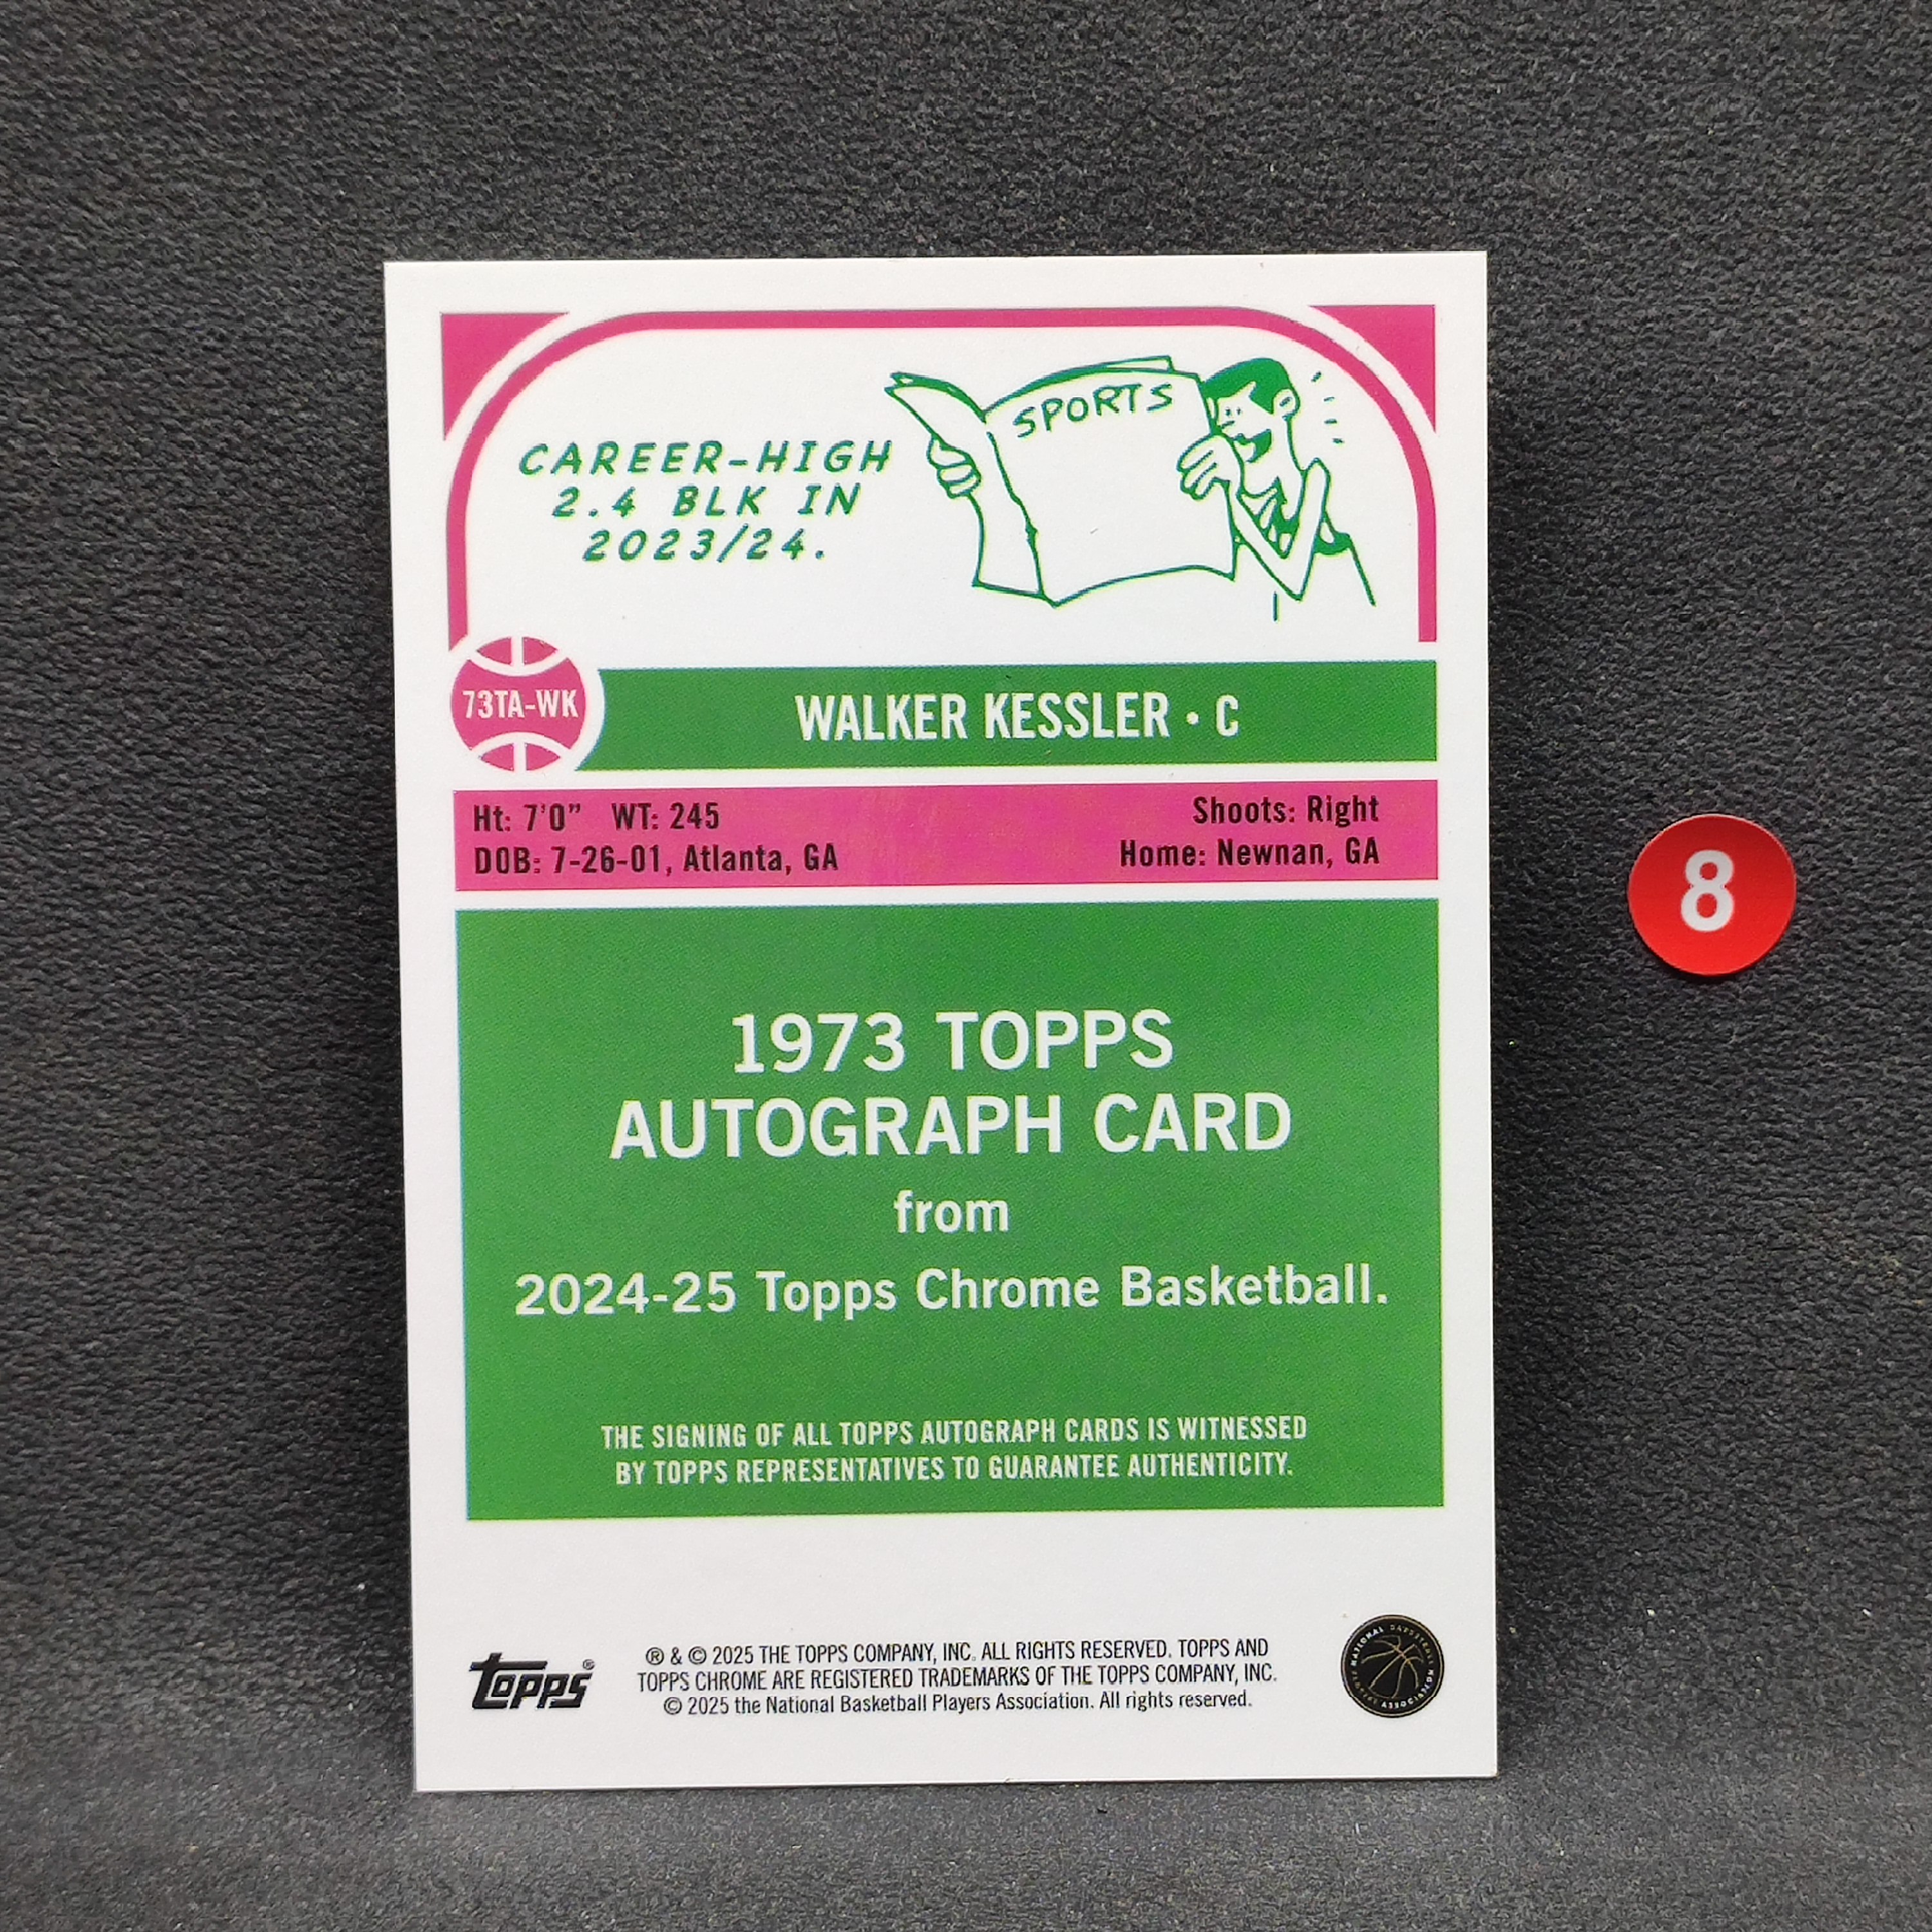 SPORTS
CAREER-HIGH
2.4 BLK IN
2023/24.
73TA-WK
WALKER KESSLER • C
Ht: 7'0" WT: 245
Shoots: Right
DOB: 7-26-01, Atlanta, GA
Home: Newnan, GA
8
1973 TOPPS
AUTOGRAPH CARD
from
2024-25 Topps Chrome Basketball.
THE SIGNING OF ALL TOPPS AUTOGRAPH CARDS IS WITNESSED
BY TOPPS REPRESENTATIVES TO GUARANTEE AUTHENTICITY.
topps®
® & © 2025 THE TOPPS COMPANY, INC. ALL RIGHTS RESERVED. TOPPS AND
TOPPS CHROME ARE REGISTERED TRADEMARKS OF THE TOPPS COMPANY, INC.
© 2025 the National Basketball Players Association. All rights reserved.
NATIONAL BASKETBALL PLAYERS ASSOCIATION